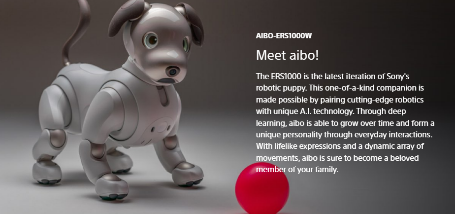 AIBO-ERS1000W
Meet aibo!
The ERS1000 is the latest iteration of Sony's
robotic puppy. This one-of-a-kind companion is
made possible by pairing cutting-edge robotics
with unique A.I. technology. Through deep
learning, aibo is able to grow over time and form a
unique personality through everyday interactions.
With lifelike expressions and a dynamic array of
movements, aibo is sure to become a beloved
member of your family.